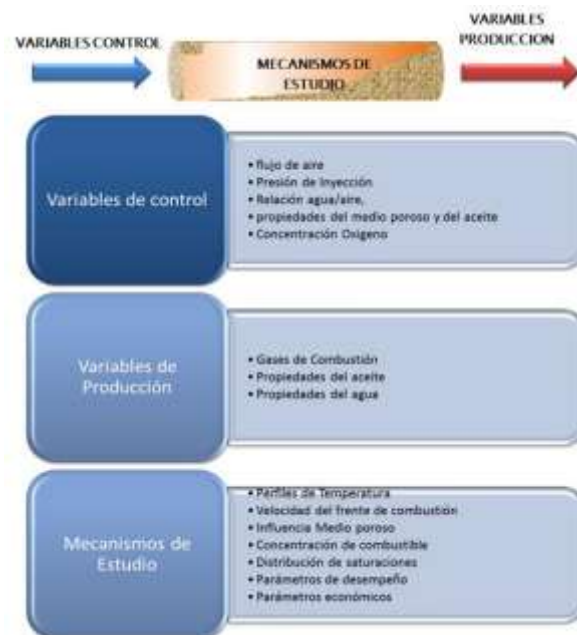 VARIABLES CONTROL
MECANISMOS DE
ESTUDIO
VARIABLES
PRODUCCION
Variables de control
• flujo de aire
• Presión de Inyección
• Relación agua/aire,
• propiedades del medio poroso y del aceite
• Concentración Oxigeno
Variables de
Producción
• Gases de Combustión
• Propiedades del aceite
• Propiedades del agua
Mecanismos de
Estudio
• Perfiles de Temperatura
• Velocidad del frente de combustión
• Influencia Medio poroso
• Concentración de combustible
• Distribución de saturaciones
• Parámetros de desempeño
• Parámetros económicos